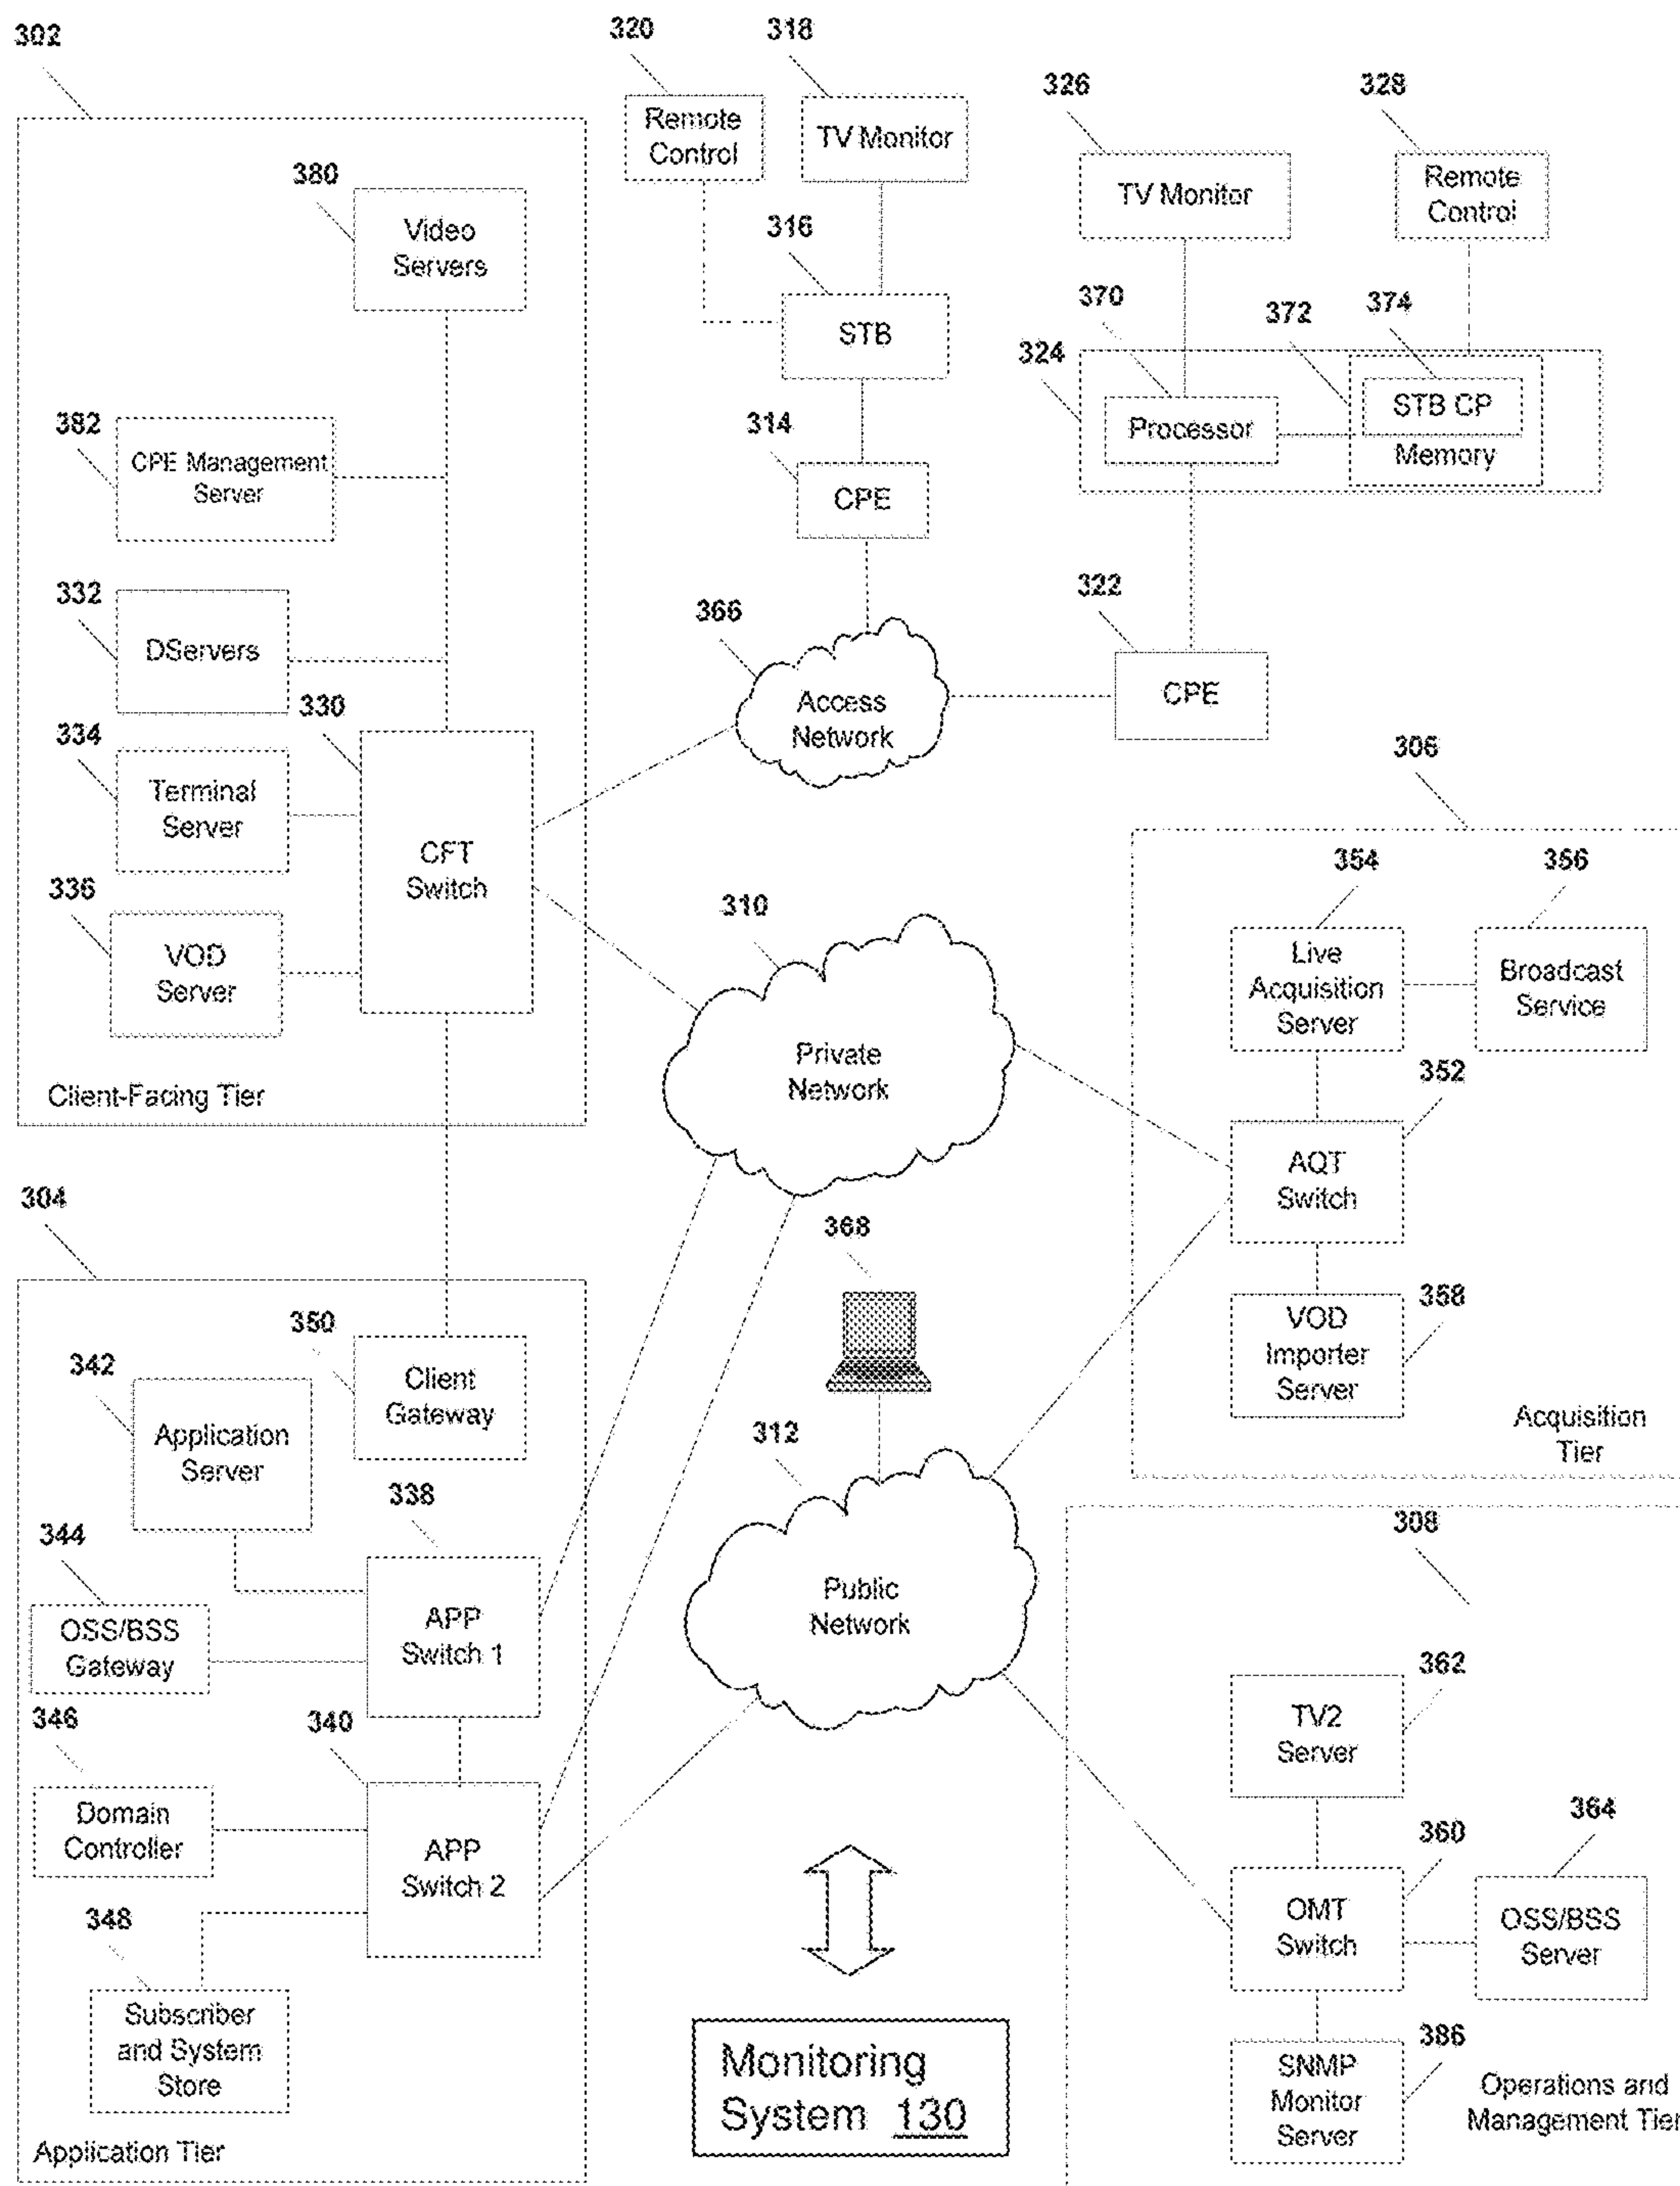 302
320
318
326
328
Remote
Control
TV Monitor
TV Monitor
Remote
Control
380
Video
Servers
316
STB
370
372
374
324
STB CP
Processor
Memory
382
CPE Management
Server
314
CPE
332
DServers
366
Access
Network
322
CPE
330
334
Terminal
Server
CFT
Switch
336
VOD
Server
Client-Facing Tier
310
Private
Network
306
354
356
Live
Acquisition
Server
Broadcast
Service
352
AQT
Switch
358
VOD
Importer
Server
Acquisition
Tier
304
350
Client
Gateway
342
Application
Server
368
312
Public
Network
338
344
OSS/BSS
Gateway
APP
Switch 1
346
340
Domain
Controller
APP
Switch 2
348
Subscriber
and System
Store
Application Tier
308
362
TV2
Server
360
364
OMT
Switch
OSS/BSS
Server
386
SNMP
Monitor
Server
Operations and
Management Tier
Monitoring
System 130